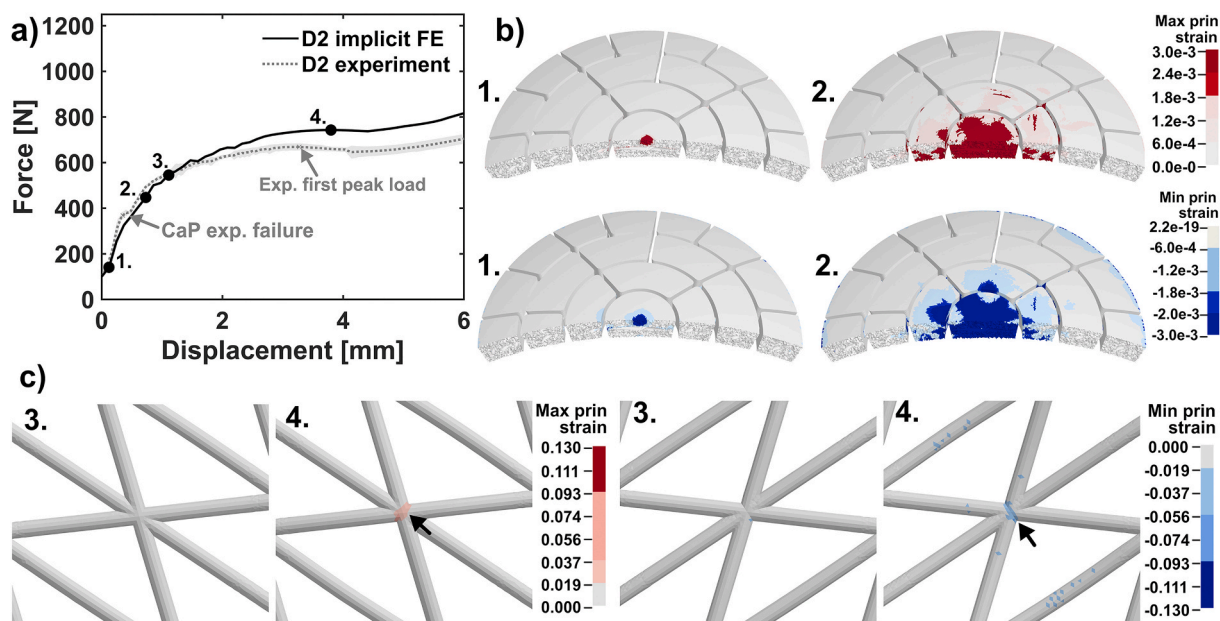 a)
Force [N]
1250
1000
800
600
400
200
0
0
2
4
6
Displacement [mm]
D2 implicit FE
D2 experiment
1.
2.
3.
4.
Exp. first peak load
CaP exp. failure
b)
1.
2.
Max prin
strain
3.0e-3
2.4e-3
1.8e-3
6.0e-4
0.0e-0
1.
2.
Min prin
strain
2.2e-19
-6.0e-4
-1.2e-3
-1.8e-3
-2.0e-3
-3.0e-3
c)
3.
4.
Max prin
strain
0.130
0.111
0.093
0.074
0.056
0.037
0.019
0.000
3.
4.
Min prin
strain
0.000
-0.019
-0.037
-0.056
-0.074
-0.093
-0.111
-0.130